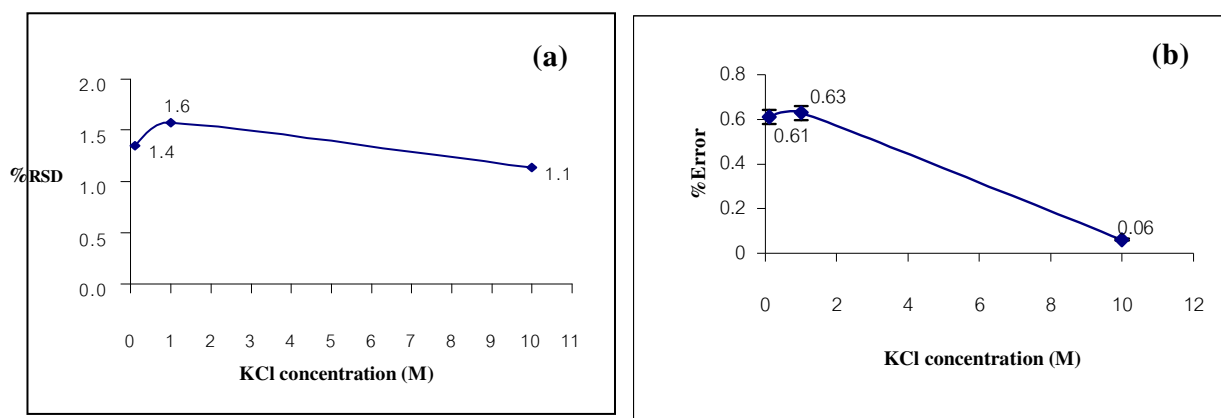 (a)
2.0
1.5
1.0
0.5
0.0
%RSD
1.4
1.6
1.1
0 1 2 3 4 5 6 7 8 9 10 11
KCl concentration (M)
(b)
0.8
0.6
0.4
0.2
0
%Error
0.61
0.63
0.06
0 2 4 6 8 10 12
KCl concentration (M)